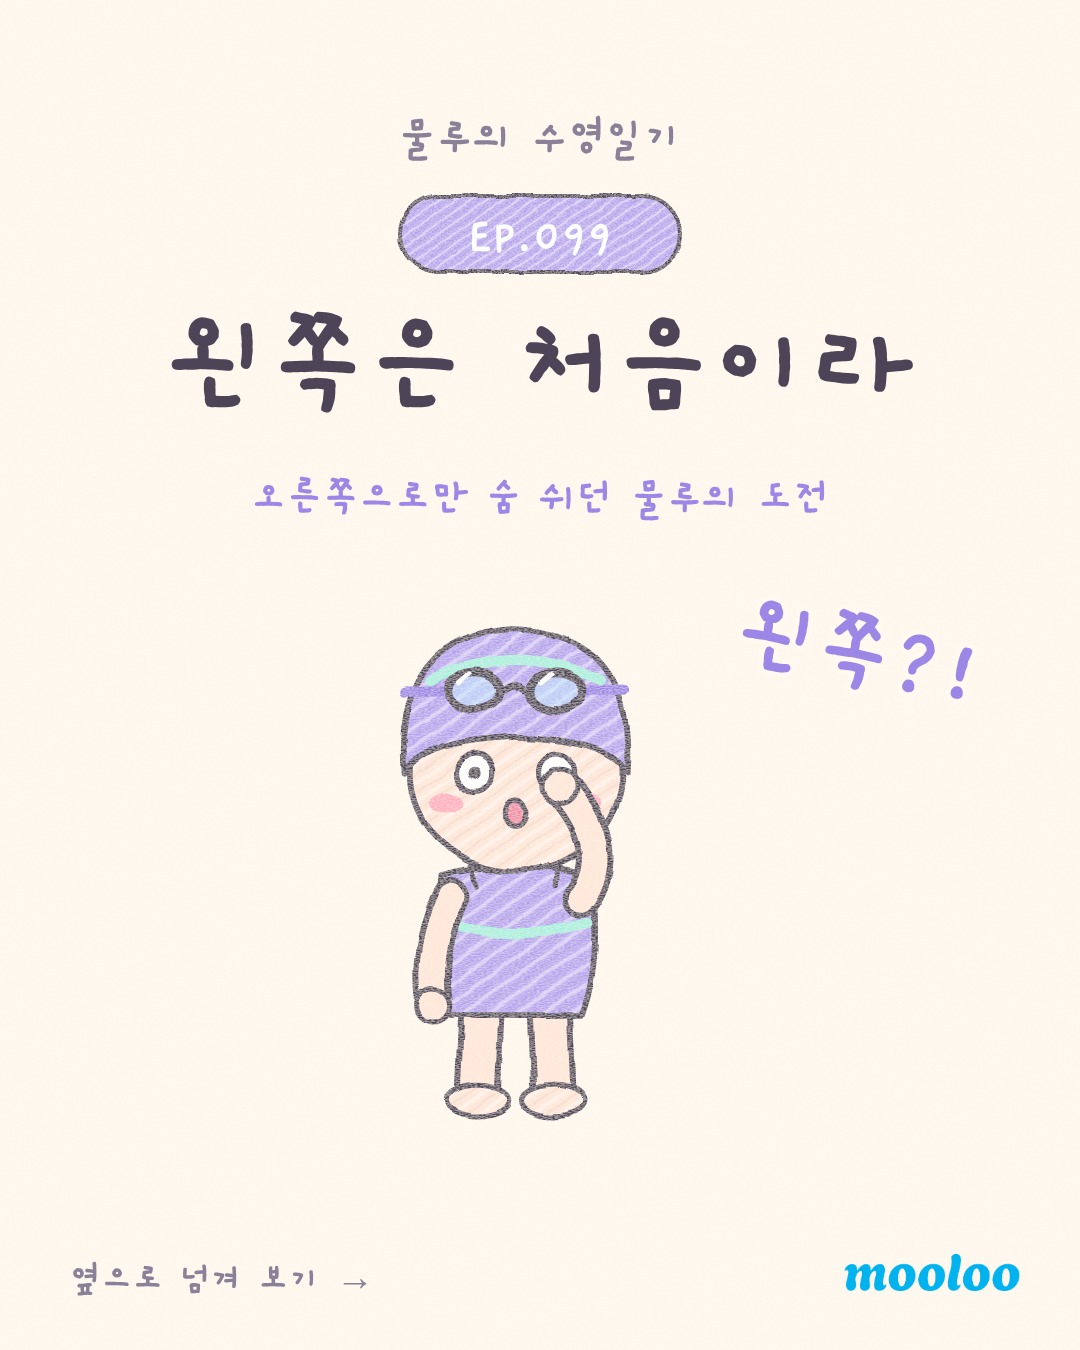 물루의 수영일기
EP.099
왼쪽은 처음이라
오른쪽으로만 숨 쉬던 물루의 도전
왼쪽?!
옆으로 넘겨 보기 →
mooloo